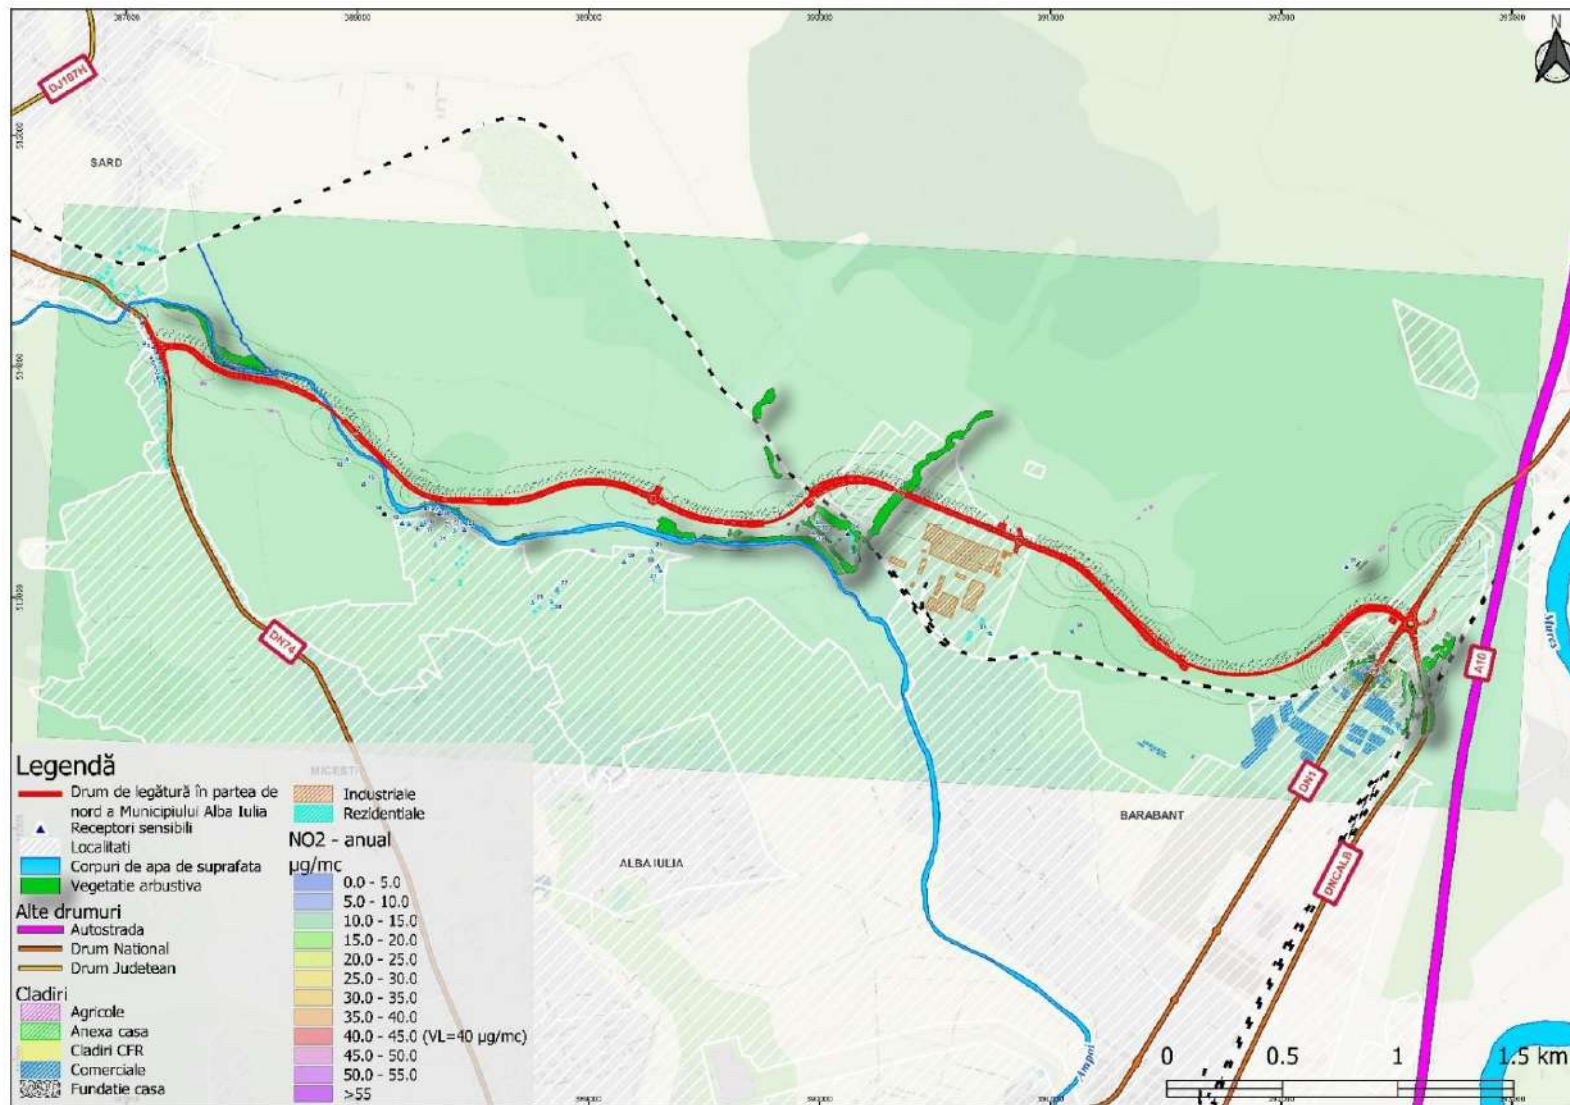 N
DJ107H
SARD
DN74
A10
Mures
DN1
BARABANT
DNCALB
ALBA IULIA
MICESTI
Ampoi
Legendă
Drum de legătură în partea de
nord a Municipiului Alba Iulia
Receptori sensibili
Localitati
Corpuri de apa de suprafata
Vegetatie arbustiva
Alte drumuri
Autostrada
Drum National
Drum Judetean
Cladiri
Agricole
Anexa casa
Cladiri CFR
Comerciale
Fundatie casa
Industriale
Rezidentiale
NO2 - anual
µg/mc
0.0 - 5.0
5.0 - 10.0
10.0 - 15.0
15.0 - 20.0
20.0 - 25.0
25.0 - 30.0
30.0 - 35.0
35.0 - 40.0
40.0 - 45.0 (VL=40 µg/mc)
45.0 - 50.0
50.0 - 55.0
>55
0 0.5 1 1.5 km